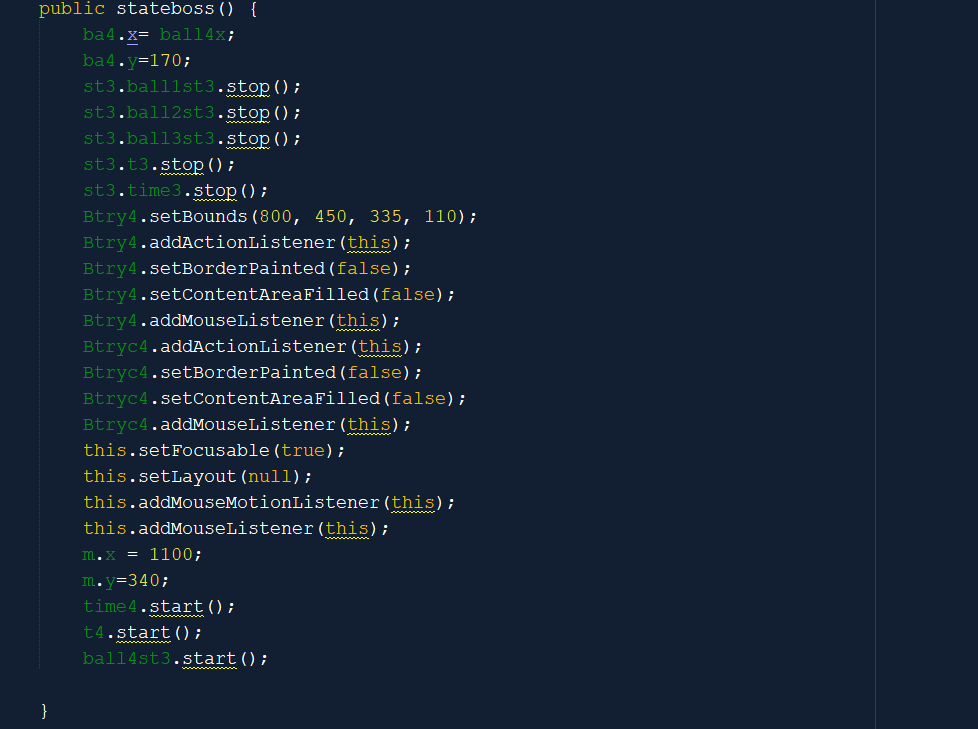 public stateboss() {
ba4.x= ball4x;
ba4.y=170;
st3.ball1st3.stop();
st3.ball2st3.stop();
st3.ball3st3.stop();
st3.t3.stop();
st3.time3.stop();
Btry4.setBounds(800, 450, 335, 110);
Btry4.addActionListener(this);
Btry4.setBorderPainted(false);
Btry4.setContentAreaFilled(false);
Btry4.addMouseListener(this);
Btryc4.addActionListener(this);
Btryc4.setBorderPainted(false);
Btryc4.setContentAreaFilled(false);
Btryc4.addMouseListener(this);
this.setFocusable(true);
this.setLayout(null);
this.addMouseMotionListener(this);
this.addMouseListener(this);
m.x = 1100;
m.y=340;
time4.start();
t4.start();
ball4st3.start();
}